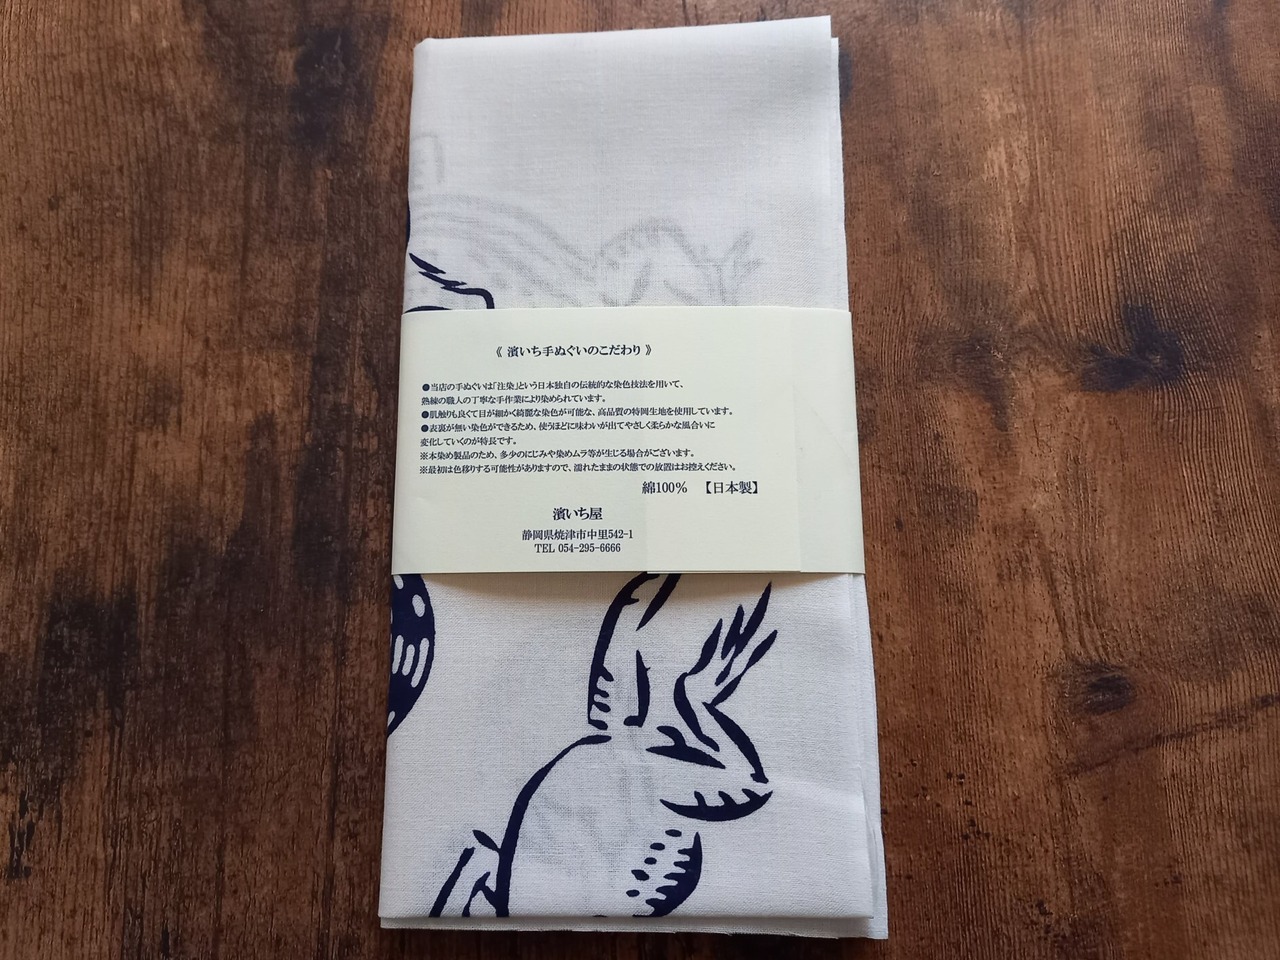 《 濱いち手ぬぐいのこだわり 》
●当店の手ぬぐいは「注染」という日本独自の伝統的な染色技法を用いて、
熟練の職人の丁寧な手作業により染められています。
●肌触りも良くて目が細かく綺麗な染色が可能な、高品質の特岡生地を使用しています。
●表裏が無い染色ができるため、使うほどに味わいが出てやさしく柔らかな風合いに
変化していくのが特長です。
※本染め製品のため、多少のにじみや染めムラ等が生じる場合がございます。
※最初は色移りする可能性がありますので、濡れたままの状態での放置はお控えください。
綿100% 【日本製】
濱いち屋
静岡県焼津市中里542-1
TEL 054-295-6666